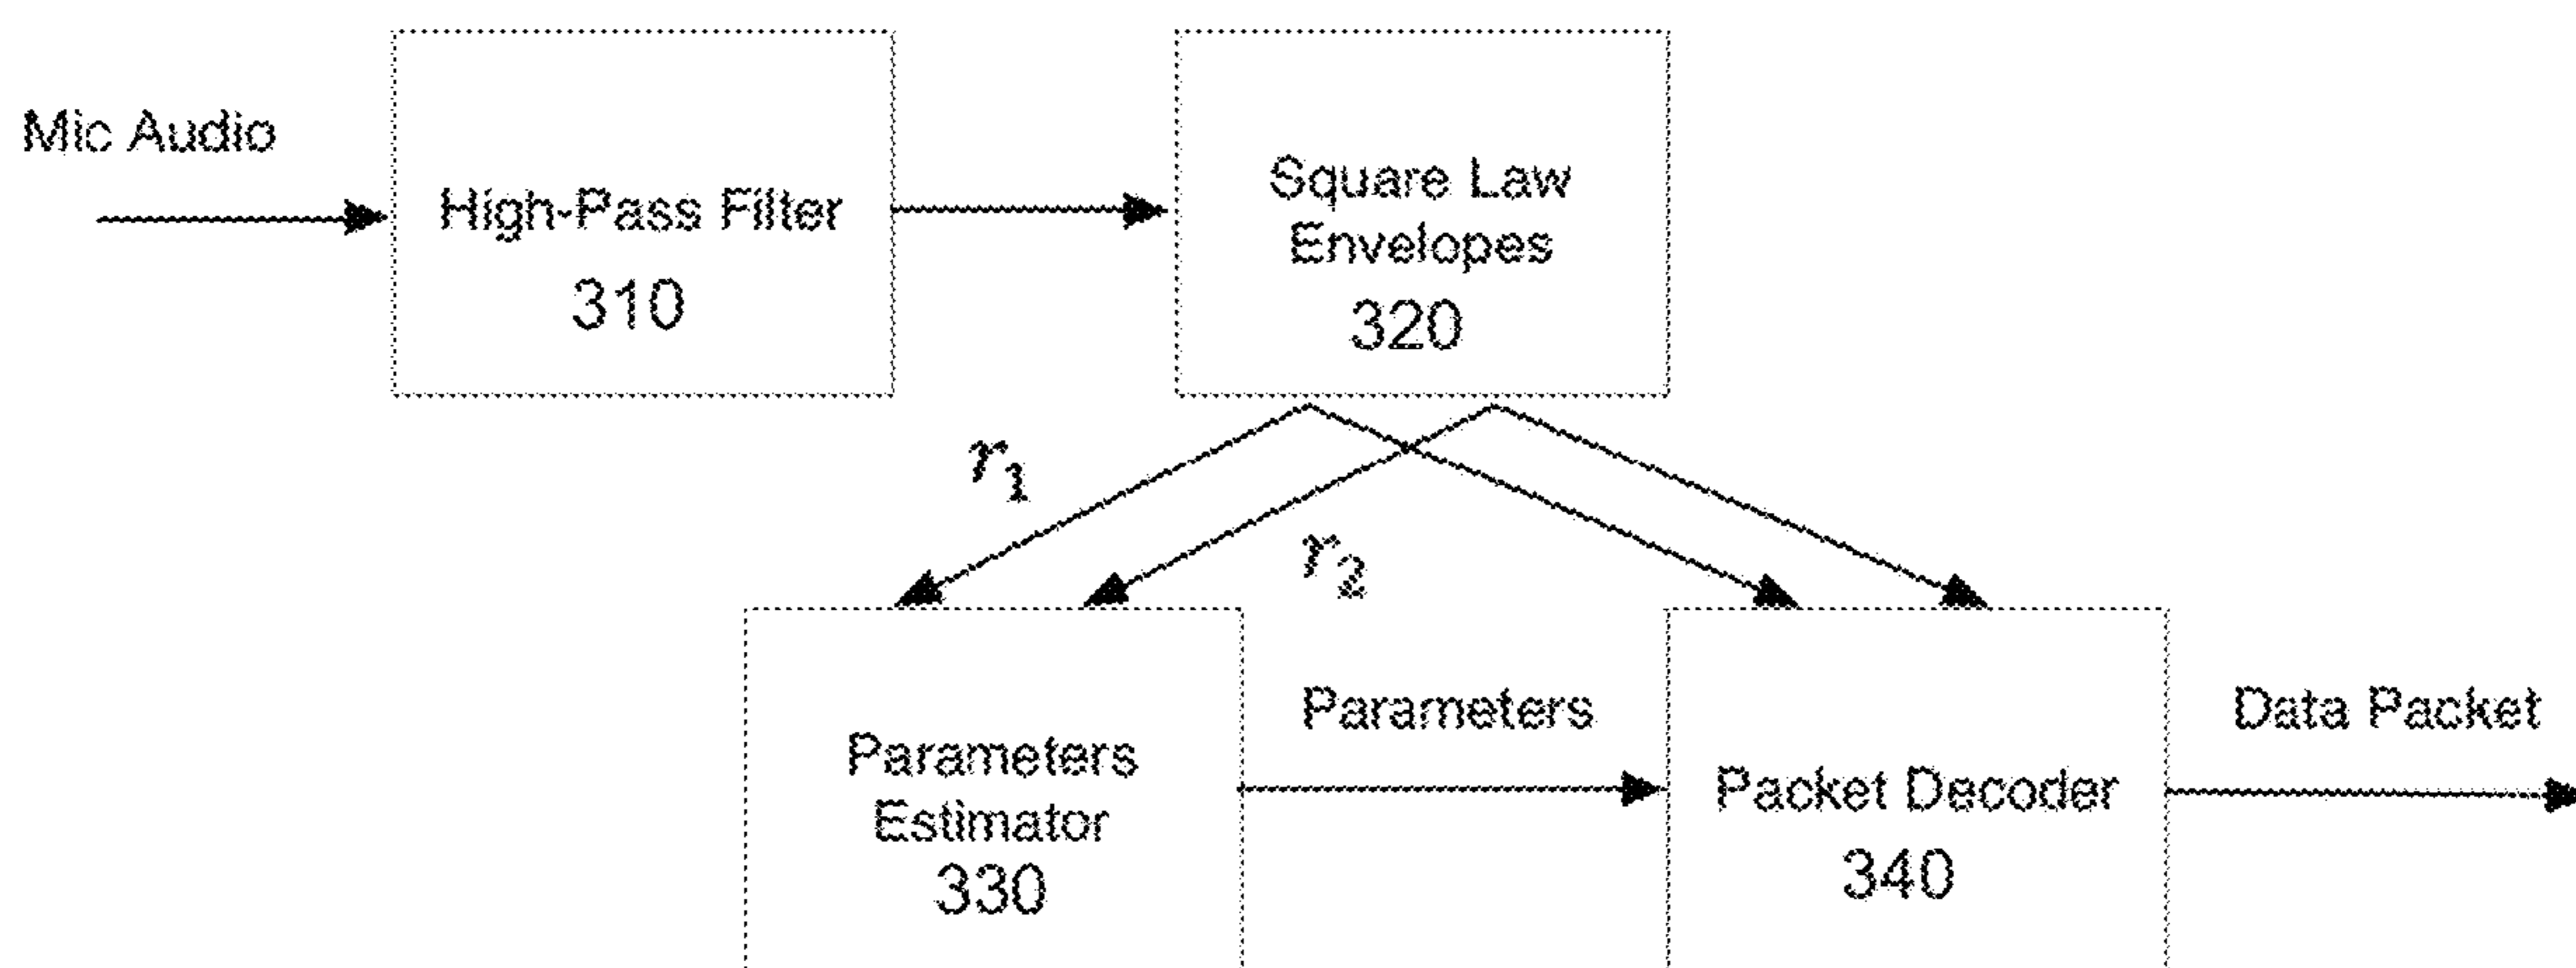 Mic Audio
High-Pass Filter
310
Square Law
Envelopes
320
r1
r2
Parameters
Estimator
330
Parameters
Packet Decoder
340
Data Packet